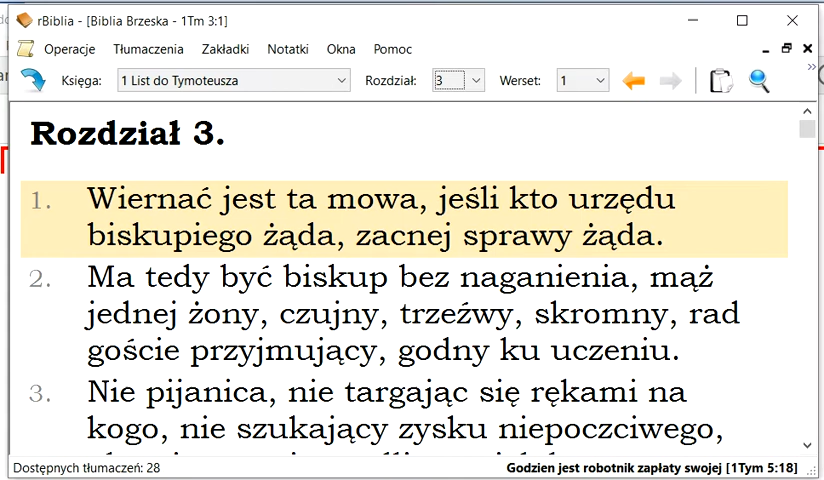 rBiblia - [Biblia Brzeska - 1Tm 3:1]
Operacje Tłumaczenia Zakładki Notatki Okna Pomoc
Księga: 1 List do Tymoteusza Rozdział: 3 Werset: 1
Rozdział 3.
1. Wiernać jest ta mowa, jeśli kto urzędu
biskupiego żąda, zacnej sprawy żąda.
2. Ma tedy być biskup bez naganienia, mąż
jednej żony, czujny, trzeźwy, skromny, rad
goście przyjmujący, godny ku uczeniu.
3. Nie pijanica, nie targając się rękami na
kogo, nie szukający zysku niepoczciwego,
Dostępnych tłumaczeń: 28 Godzien jest robotnik zapłaty swojej [1Tym 5:18]